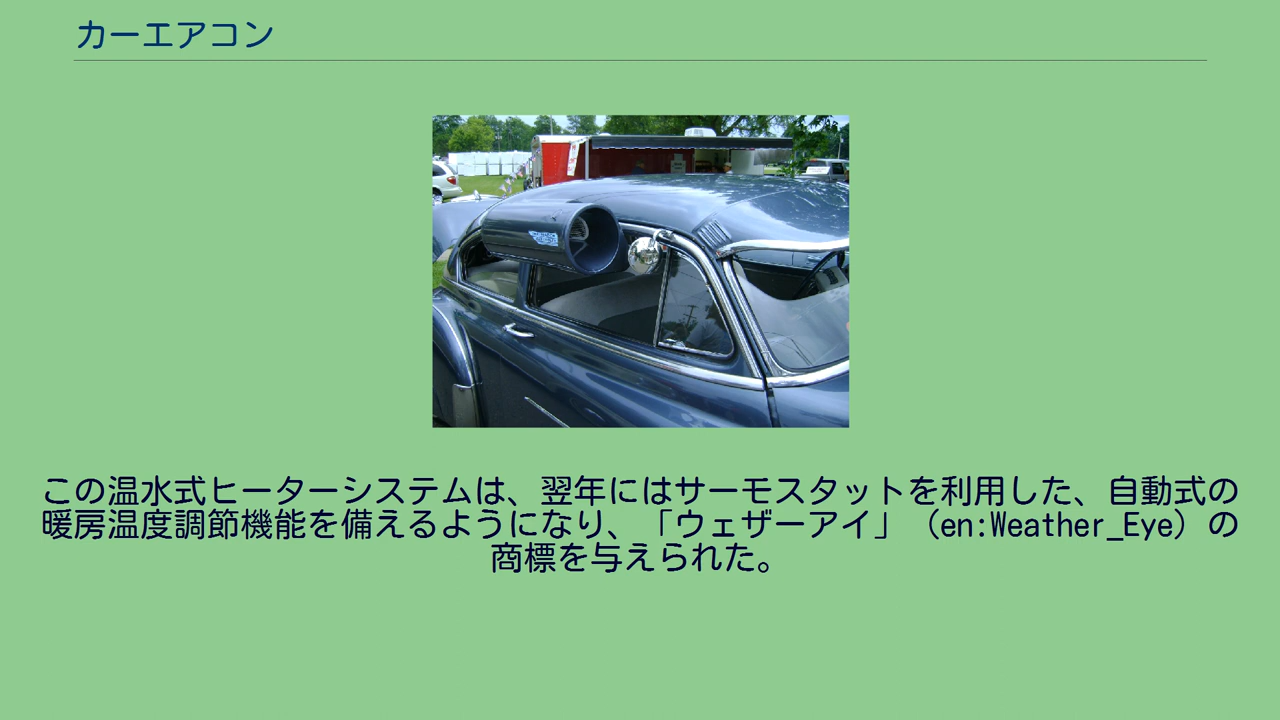 カーエアコン
この温水式ヒーターシステムは、翌年にはサーモスタットを利用した、自動式の
暖房温度調節機能を備えるようになり、「ウェザーアイ」（en:Weather_Eye）の
商標を与えられた。